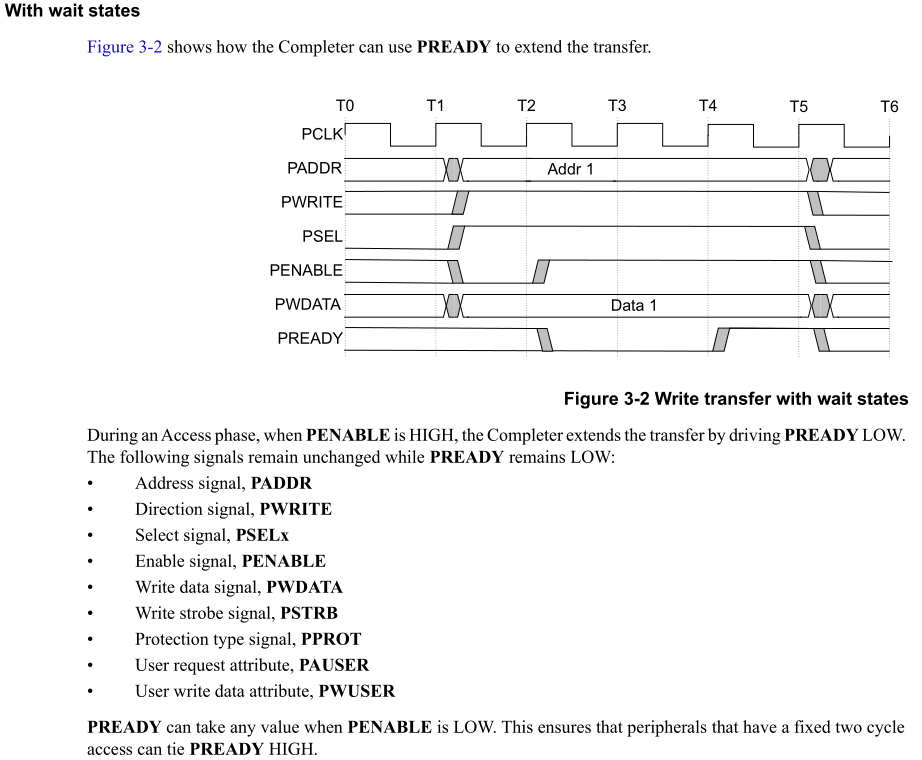 With wait states
Figure 3-2 shows how the Completer can use PREADY to extend the transfer.
T0 T1 T2 T3 T4 T5 T6
PCLK
PADDR Addr 1
PWRITE
PSEL
PENABLE
PWDATA Data 1
PREADY
Figure 3-2 Write transfer with wait states
During an Access phase, when PENABLE is HIGH, the Completer extends the transfer by driving PREADY LOW.
The following signals remain unchanged while PREADY remains LOW:
• Address signal, PADDR
• Direction signal, PWRITE
• Select signal, PSELx
• Enable signal, PENABLE
• Write data signal, PWDATA
• Write strobe signal, PSTRB
• Protection type signal, PPROT
• User request attribute, PAUSER
• User write data attribute, PWUSER
PREADY can take any value when PENABLE is LOW. This ensures that peripherals that have a fixed two cycle
access can tie PREADY HIGH.